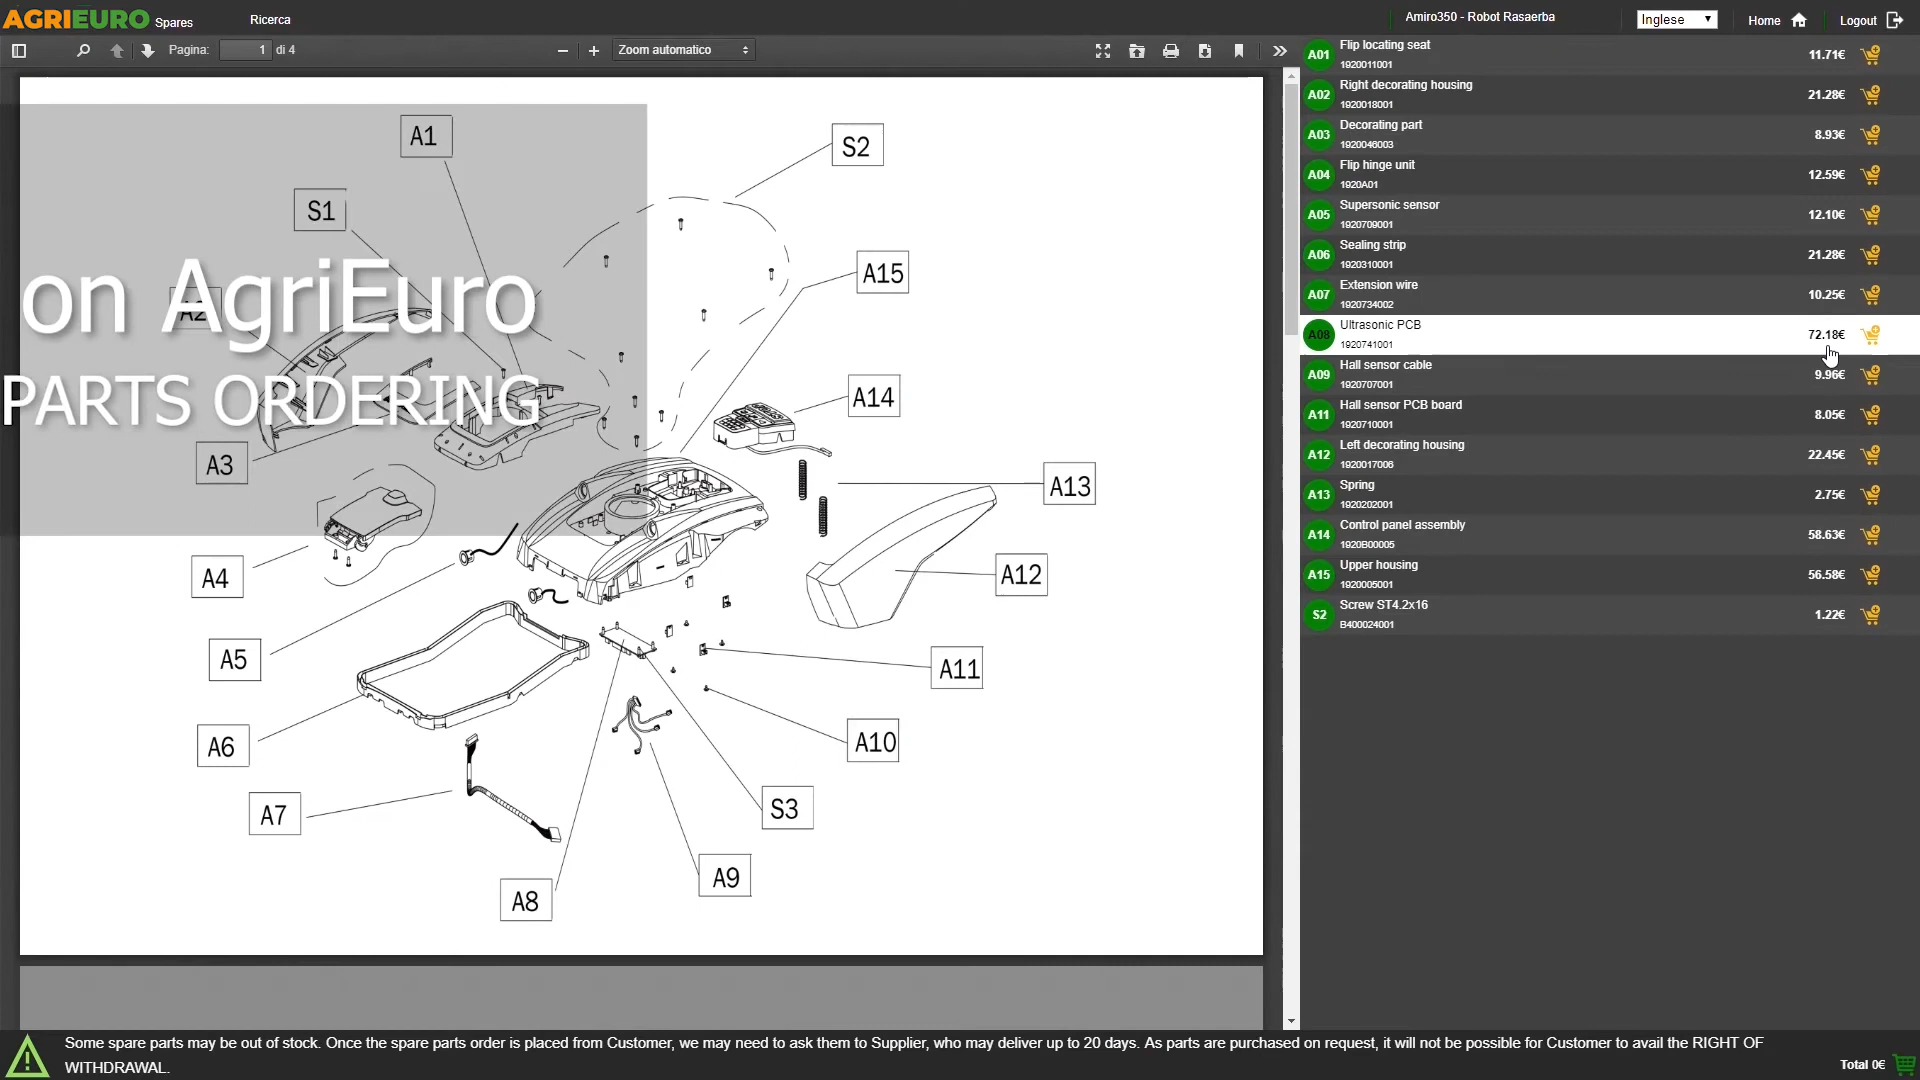 AGRIEURO Spares
Ricerca
Amiro350 - Robot Rasaerba
Inglese
Home
Logout
Pagina: 1 di 4
Zoom automatico
A1
S2
S1
A15
on AgriEuro
A2
PARTS ORDERING
A14
A3
A13
A4
A12
A5
A11
A6
A10
A7
S3
A9
A8
A01 Flip locating seat 11.71€
1920011001
A02 Right decorating housing 21.28€
1920018001
A03 Decorating part 8.93€
1920046003
A04 Flip hinge unit 12.59€
1920A01
A05 Supersonic sensor 12.10€
1920709001
A06 Sealing strip 21.28€
1920310001
A07 Extension wire 10.25€
1920734002
A08 Ultrasonic PCB 72.18€
1920741001
A09 Hall sensor cable 9.96€
1920707001
A11 Hall sensor PCB board 8.05€
1920710001
A12 Left decorating housing 22.45€
1920017006
A13 Spring 2.75€
1920202001
A14 Control panel assembly 58.63€
1920B00005
A15 Upper housing 56.58€
1920005001
S2 Screw ST4.2x16 1.22€
B400024001
Some spare parts may be out of stock. Once the spare parts order is placed from Customer, we may need to ask them to Supplier, who may deliver up to 20 days. As parts are purchased on request, it will not be possible for Customer to avail the RIGHT OF
WITHDRAWAL.
Total 0€